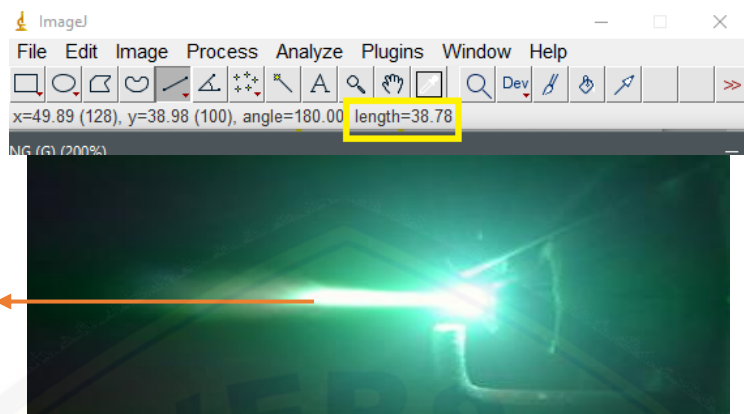 ImageJ
File Edit Image Process Analyze Plugins Window Help
A Dev >>
x=49.89 (128), y=38.98 (100), angle=180.00 length=38.78
NG (G) (200%)